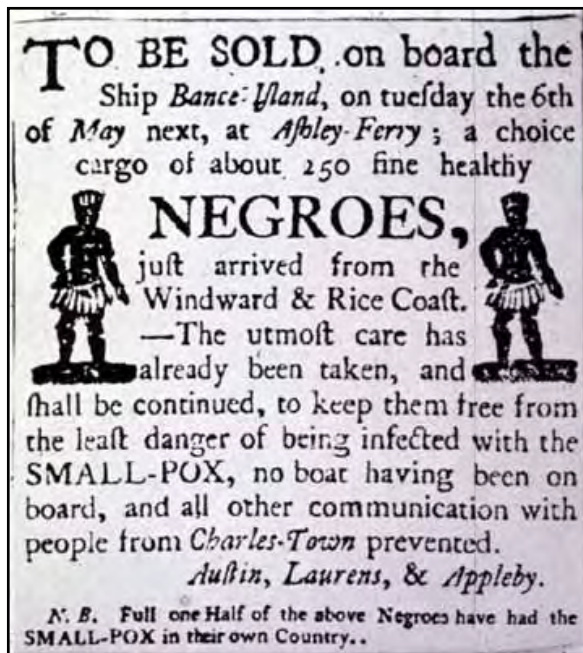 TO BE SOLD on board the
Ship Bance-Yland, on tueſday the 6th
of May next, at Aſhley-Ferry; a choice
cargo of about 250 fine healthy
NEGROES,
juſt arrived from the
Windward & Rice Coaſt.
—The utmoſt care has
already been taken, and
ſhall be continued, to keep them free from
the leaſt danger of being infected with the
SMALL-POX, no boat having been on
board, and all other communication with
people from Charles-Town prevented.
Auſtin, Laurens, & Appleby.
N. B. Full one Half of the above Negroes have had the
SMALL-POX in their own Country..